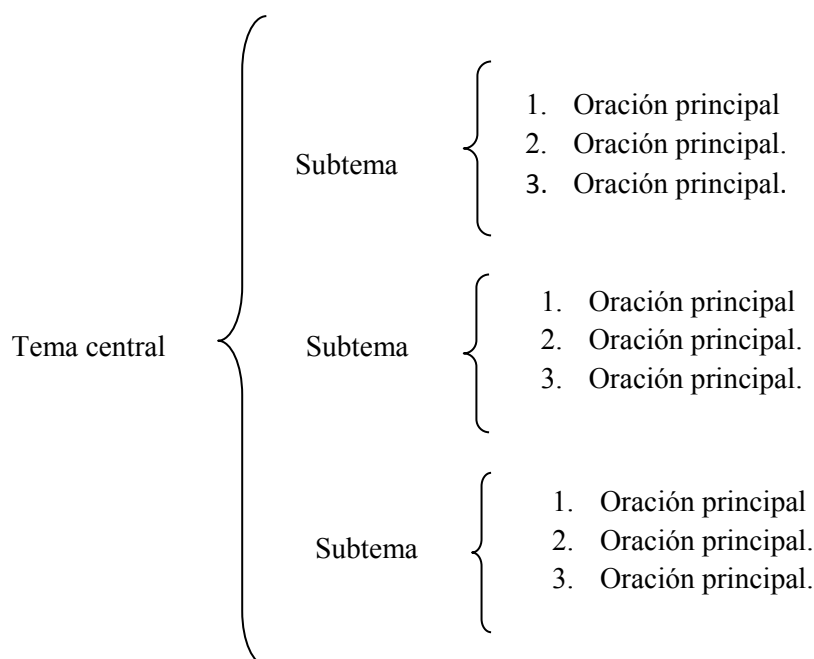 Subtema
1. Oración principal
2. Oración principal.
3. Oración principal.
Tema central
Subtema
1. Oración principal
2. Oración principal.
3. Oración principal.
Subtema
1. Oración principal
2. Oración principal.
3. Oración principal.